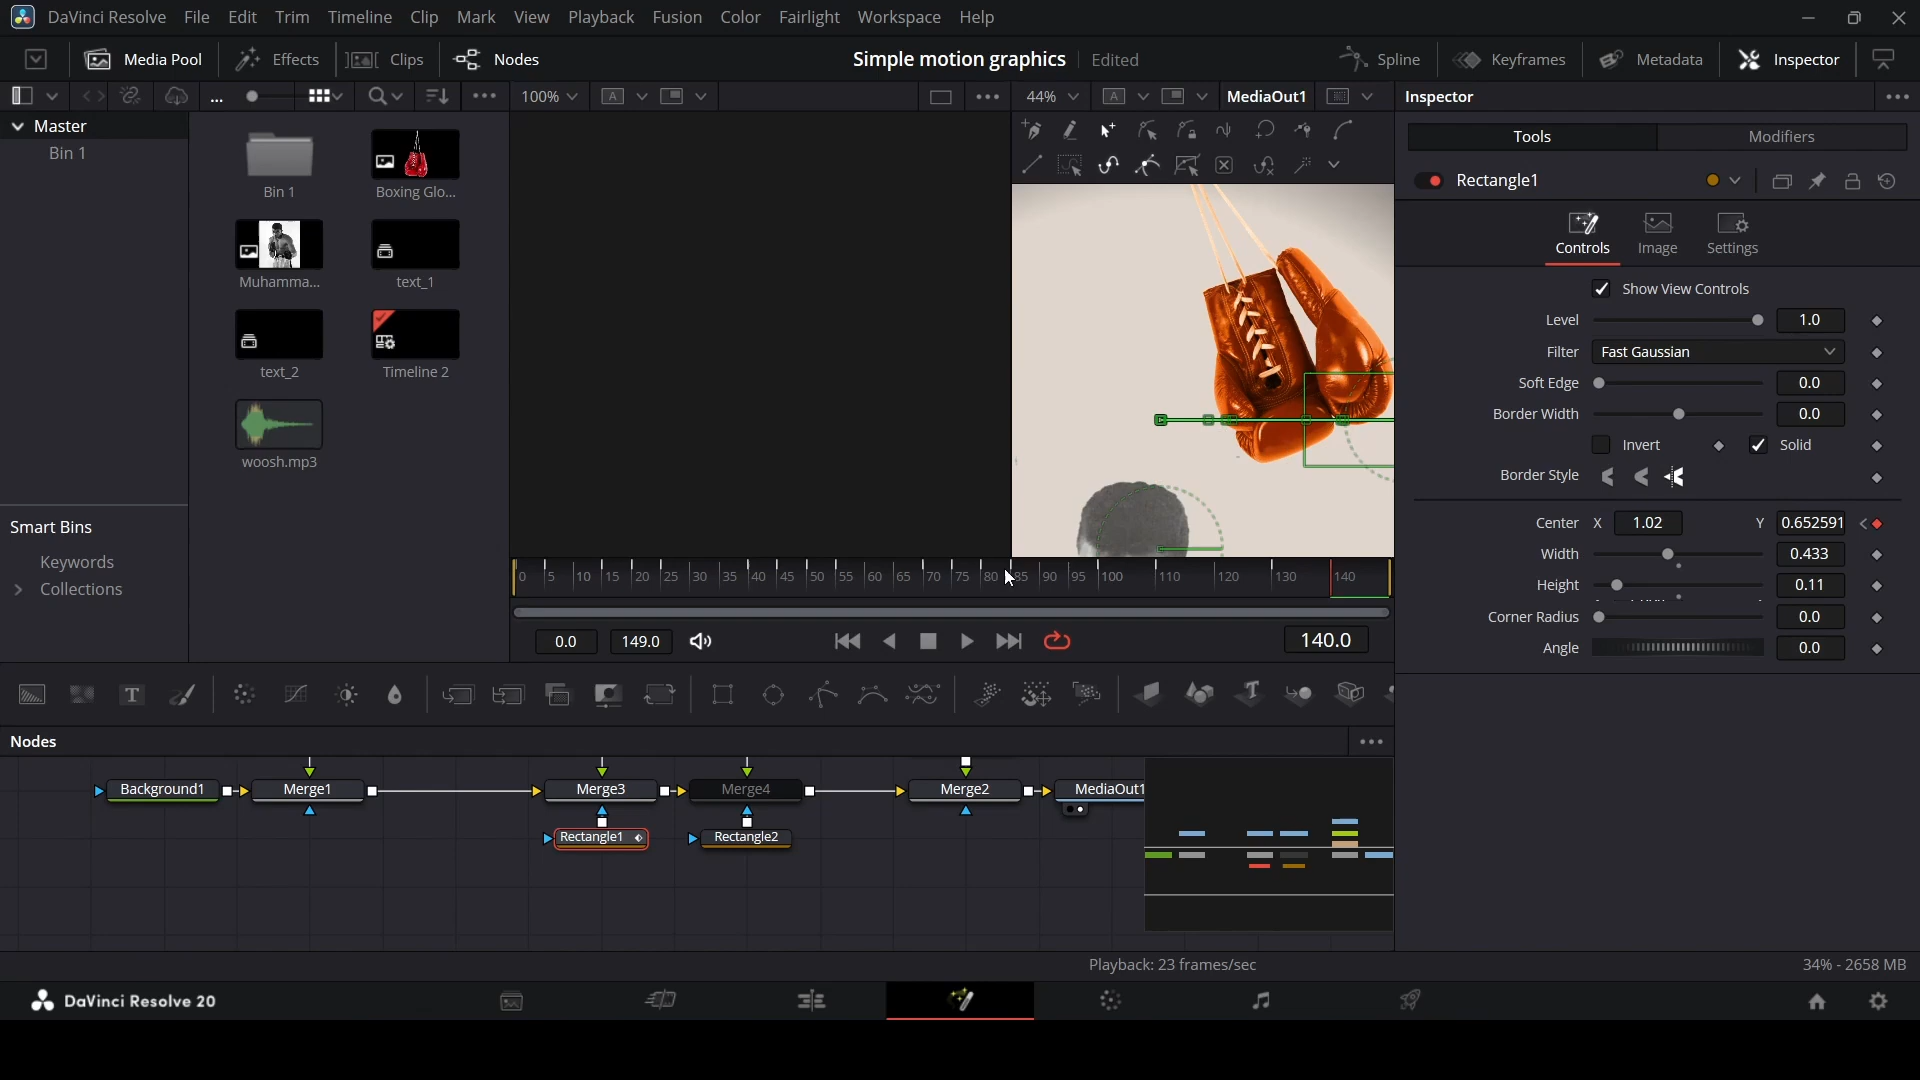 DaVinci Resolve File Edit Trim Timeline Clip Mark View Playback Fusion Color Fairlight Workspace Help
Media Pool Effects Clips Nodes Simple motion graphics Edited Spline Keyframes Metadata Inspector
... 100% A 44% A MediaOut1 Inspector
Master
Bin 1
Bin 1 Boxing Glo...
Muhamma... text_1
text_2 Timeline 2
woosh.mp3
Smart Bins
Keywords
Collections
Tools Modifiers
Rectangle1
Controls Image Settings
Show View Controls
Level 1.0
Filter Fast Gaussian
Soft Edge 0.0
Border Width 0.0
Invert Solid
Border Style
Center X 1.02 Y 0.652591
Width 0.433
Height 0.11
Corner Radius 0.0
Angle 0.0
0 5 10 15 20 25 30 35 40 45 50 55 60 65 70 75 80 85 90 95 100 110 120 130 140
0.0 149.0 140.0
T T
Nodes
Background1 Merge1 Merge3 Merge4 Merge2 MediaOut1
Rectangle1 Rectangle2
Playback: 23 frames/sec 34% - 2658 MB
DaVinci Resolve 20